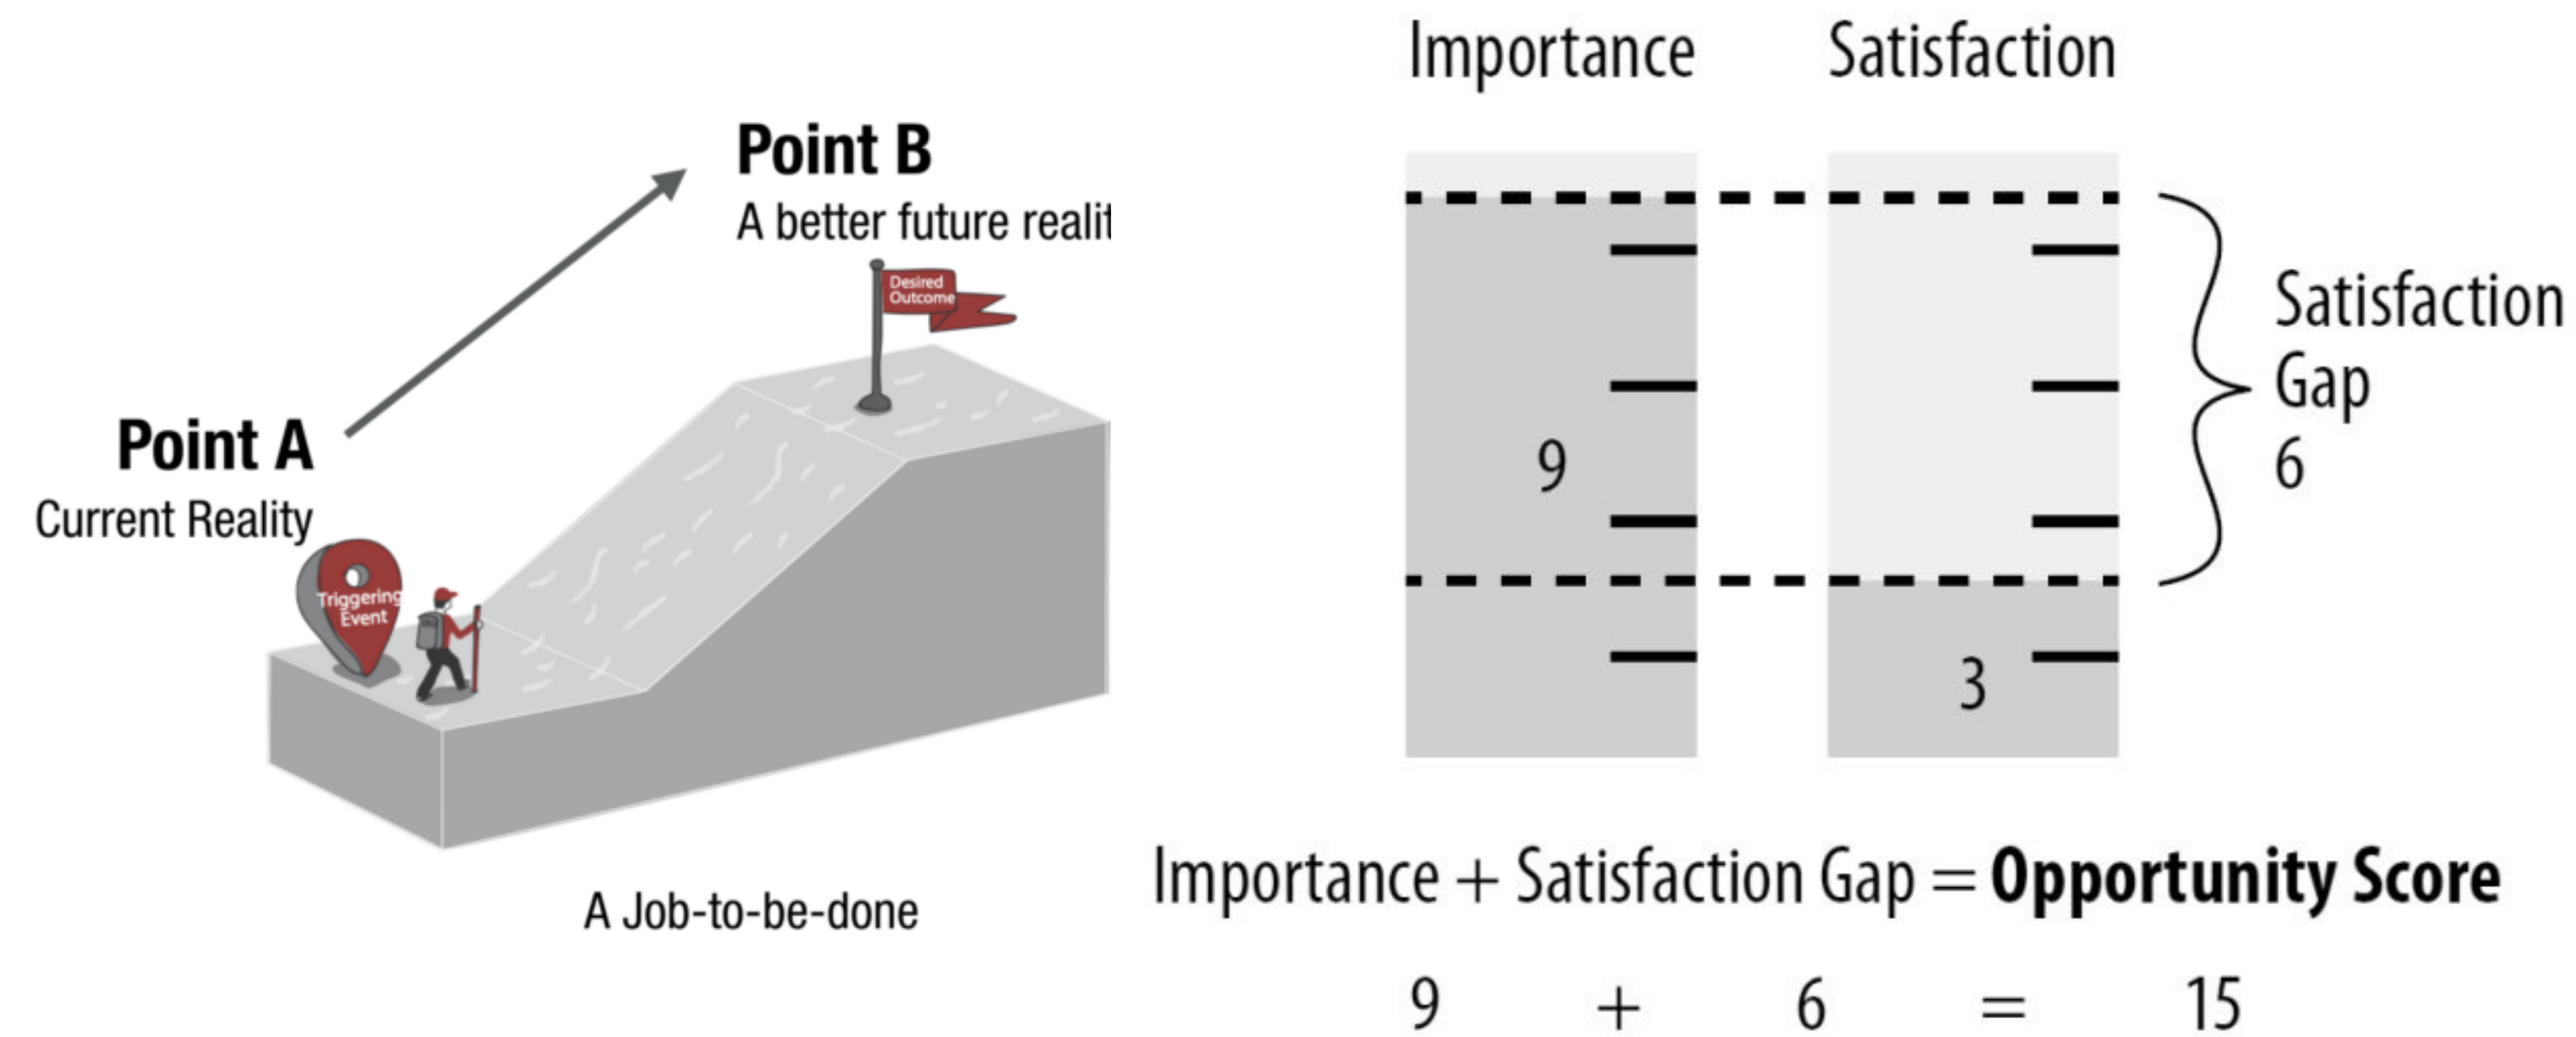 Point B
A better future realit
Desired
Outcome
Point A
Current Reality
Triggering
Event
A Job-to-be-done
Importance Satisfaction
9
3
Satisfaction
Gap
6
Importance + Satisfaction Gap = Opportunity Score
9 + 6 = 15